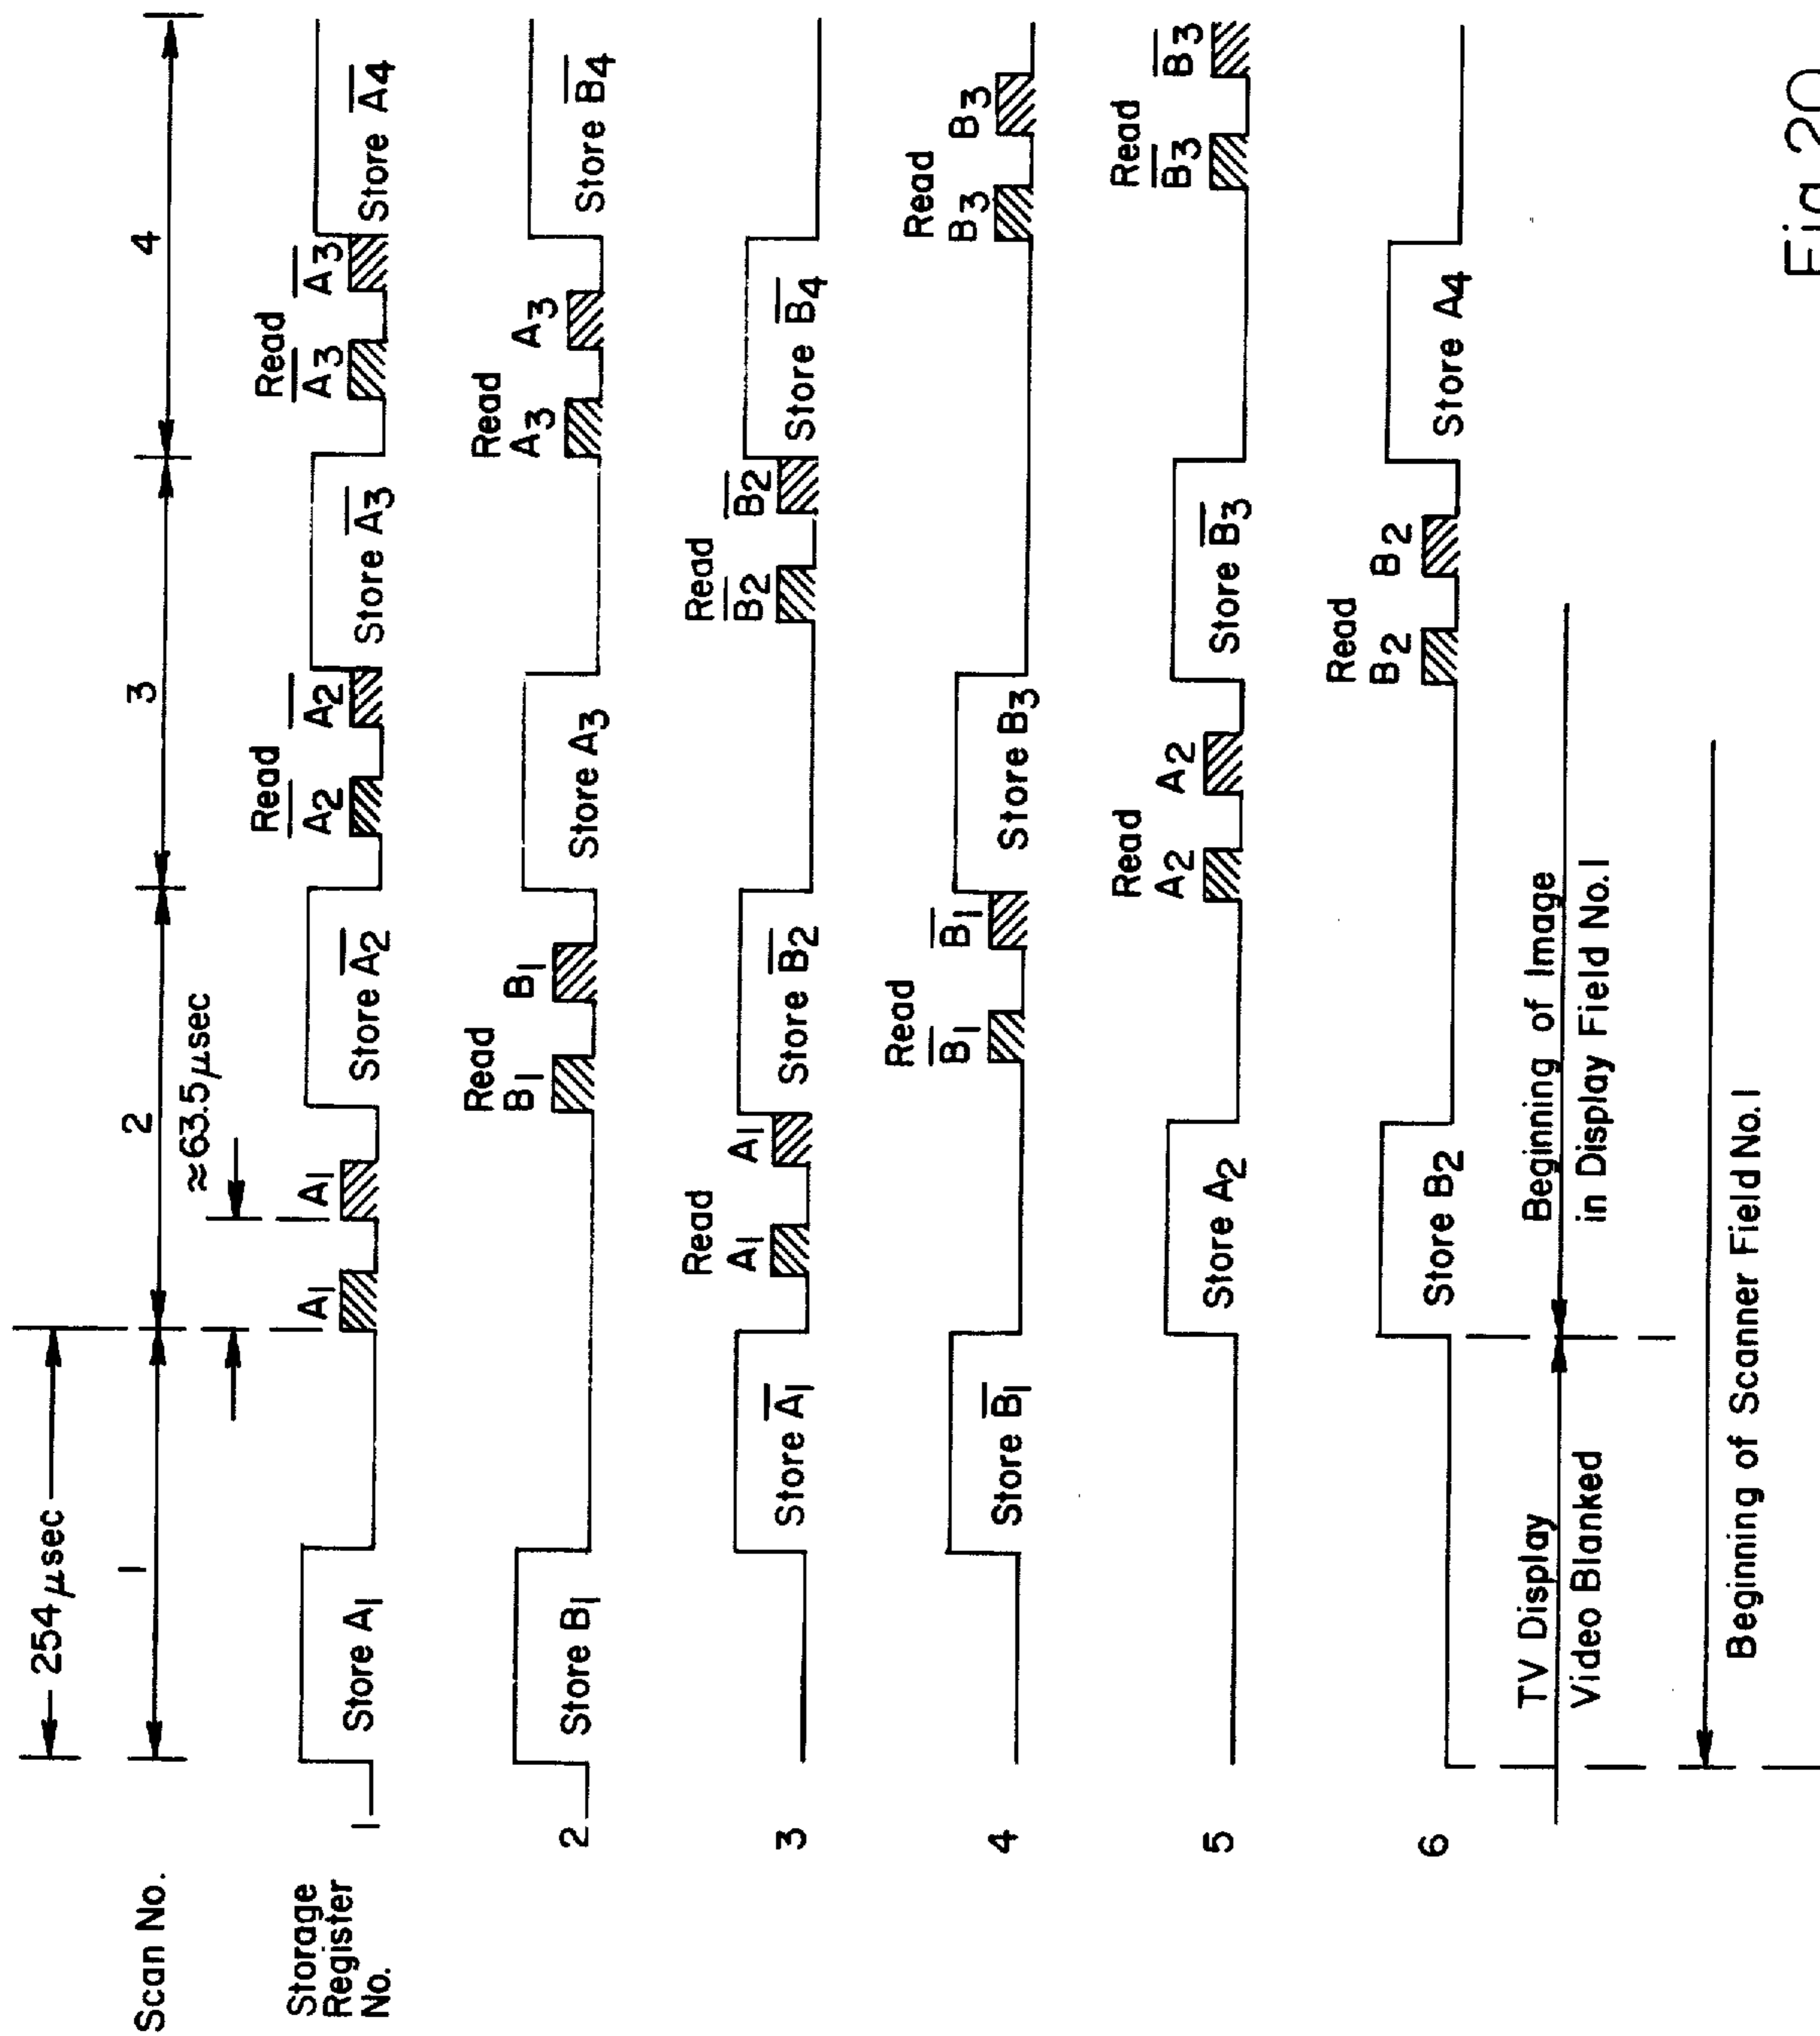 254 μsec
Scan No.
1
2
3
4
≈63.5 μsec
Storage
Register
No.
1
Store A1
A1
A1
Store A̅2
Read
A̅2
A̅2
Store A̅3
Read
A̅3
A̅3
Store A̅4
2
Store B1
Read
B1
B1
Store A3
Read
A3
A3
Store B̅4
3
Store A̅1
Read
A1
A1
Store B̅2
Read
B̅2
B̅2
Store B̅4
4
Store B̅1
Read
B̅1
B̅1
Store B3
Read
B3
B3
5
Store A2
Read
A2
A2
Store B̅3
Read
B̅3
B̅3
6
Store B2
Read
B2
B2
Store A4
TV Display
Video Blanked
Beginning of Image
in Display Field No.1
Beginning of Scanner Field No.1
Fig 20